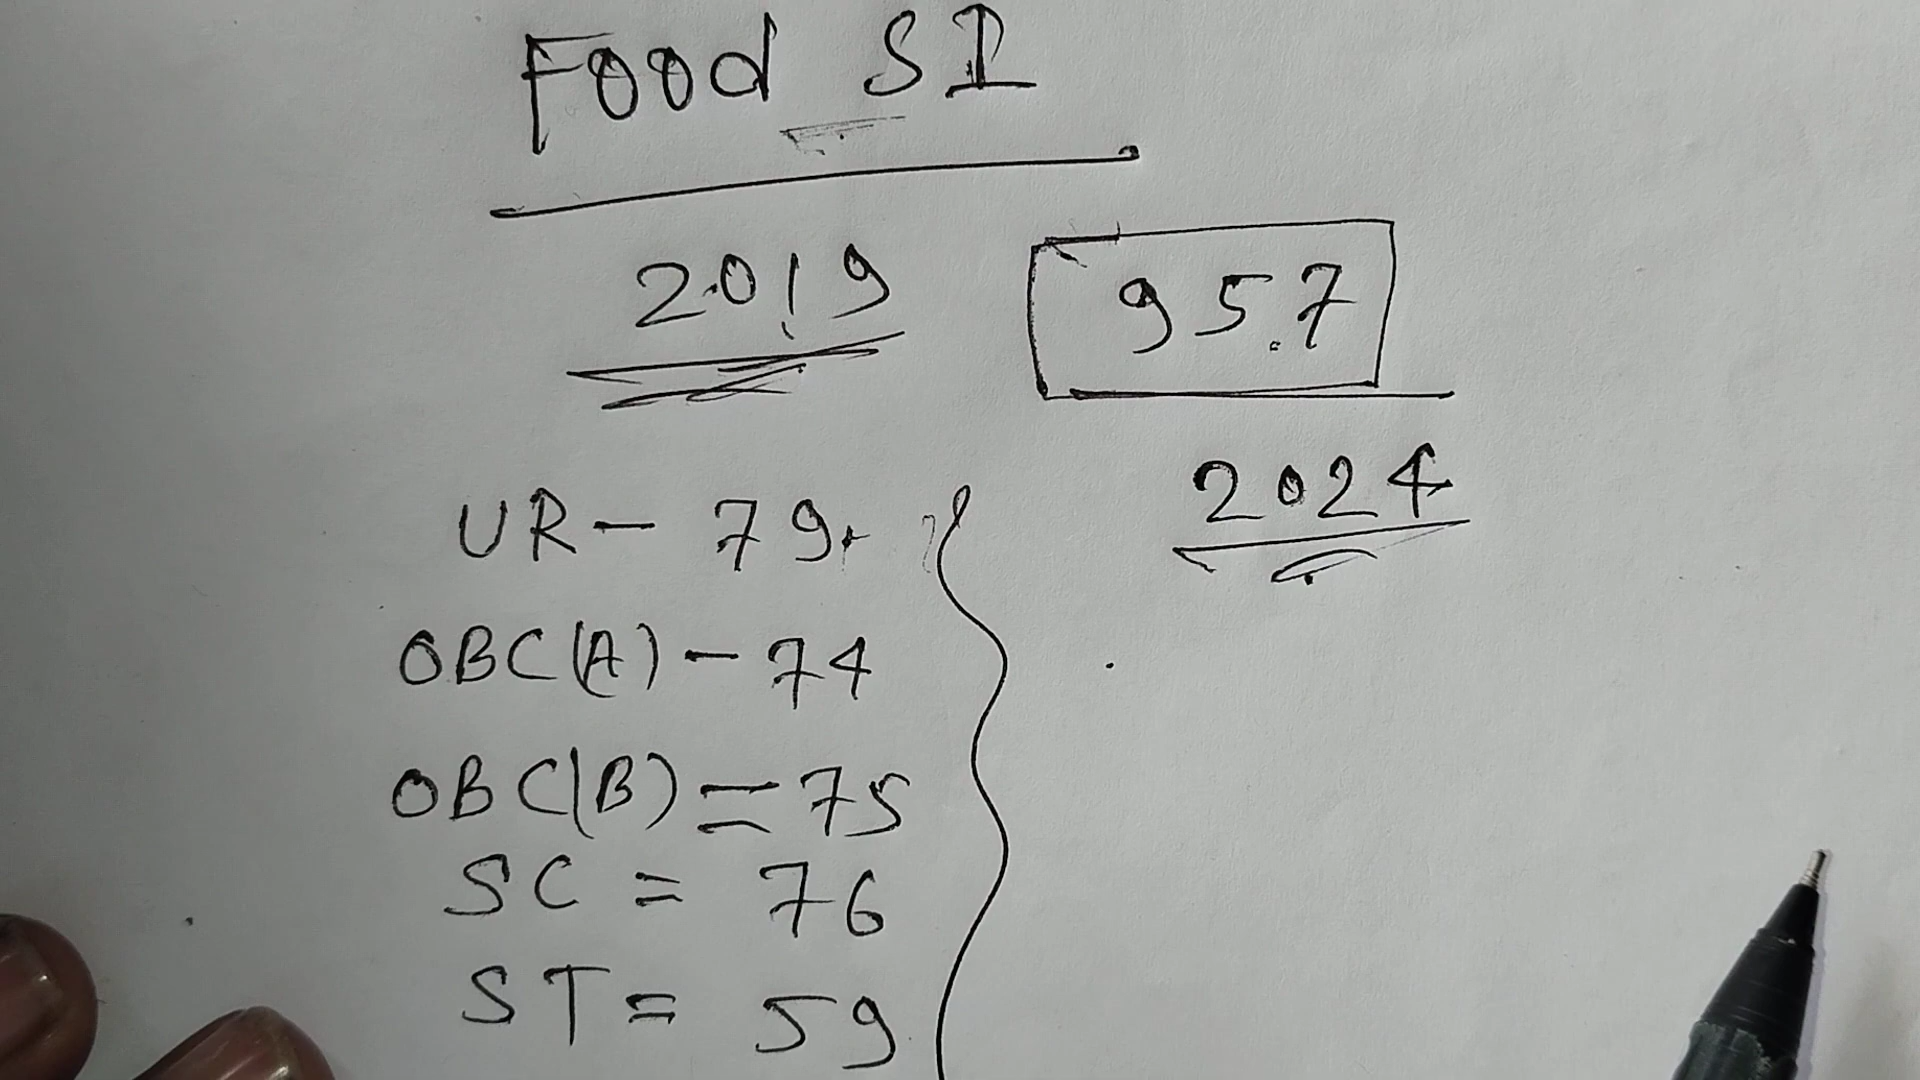 Food SI
2019 957
2024
UR - 79
OBC(A) - 74
OBC(B) = 75
SC = 76
ST = 59